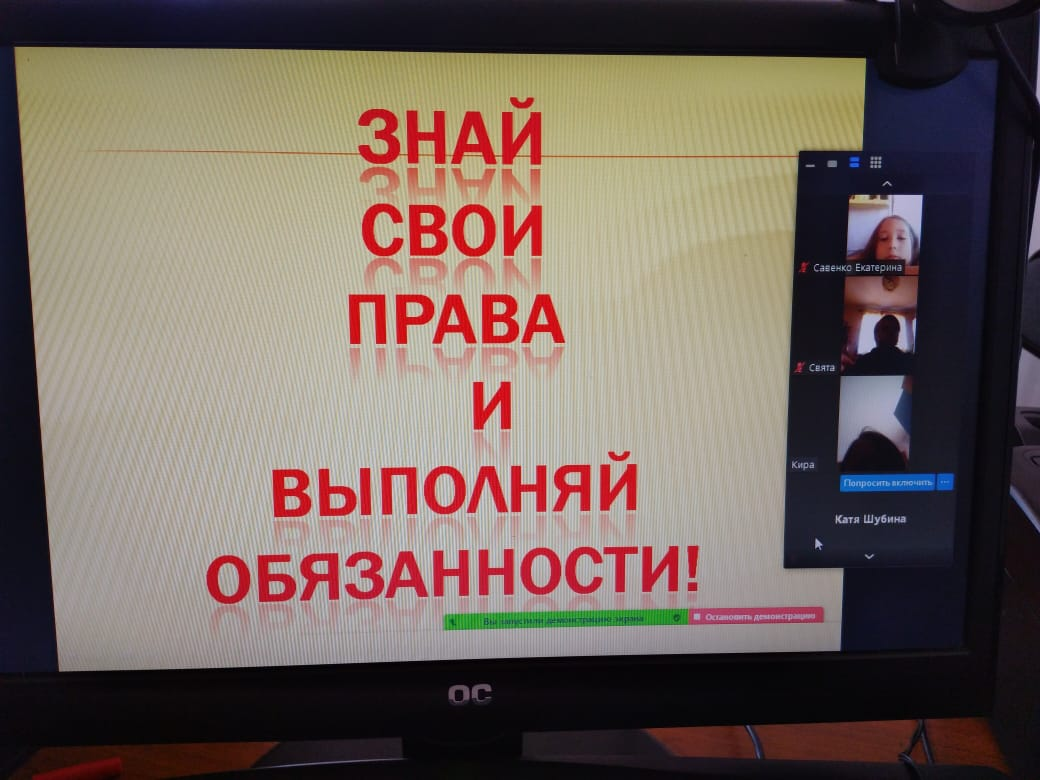 ЗНАЙ
СВОИ
ПРАВА
И
ВЫПОЛНЯЙ
ОБЯЗАННОСТИ!
Савенко Екатерина
Свята
Кира
Попросить включить ...
Катя Шубина
Вы запустили демонстрацию экрана
Остановить демонстрацию
ОС